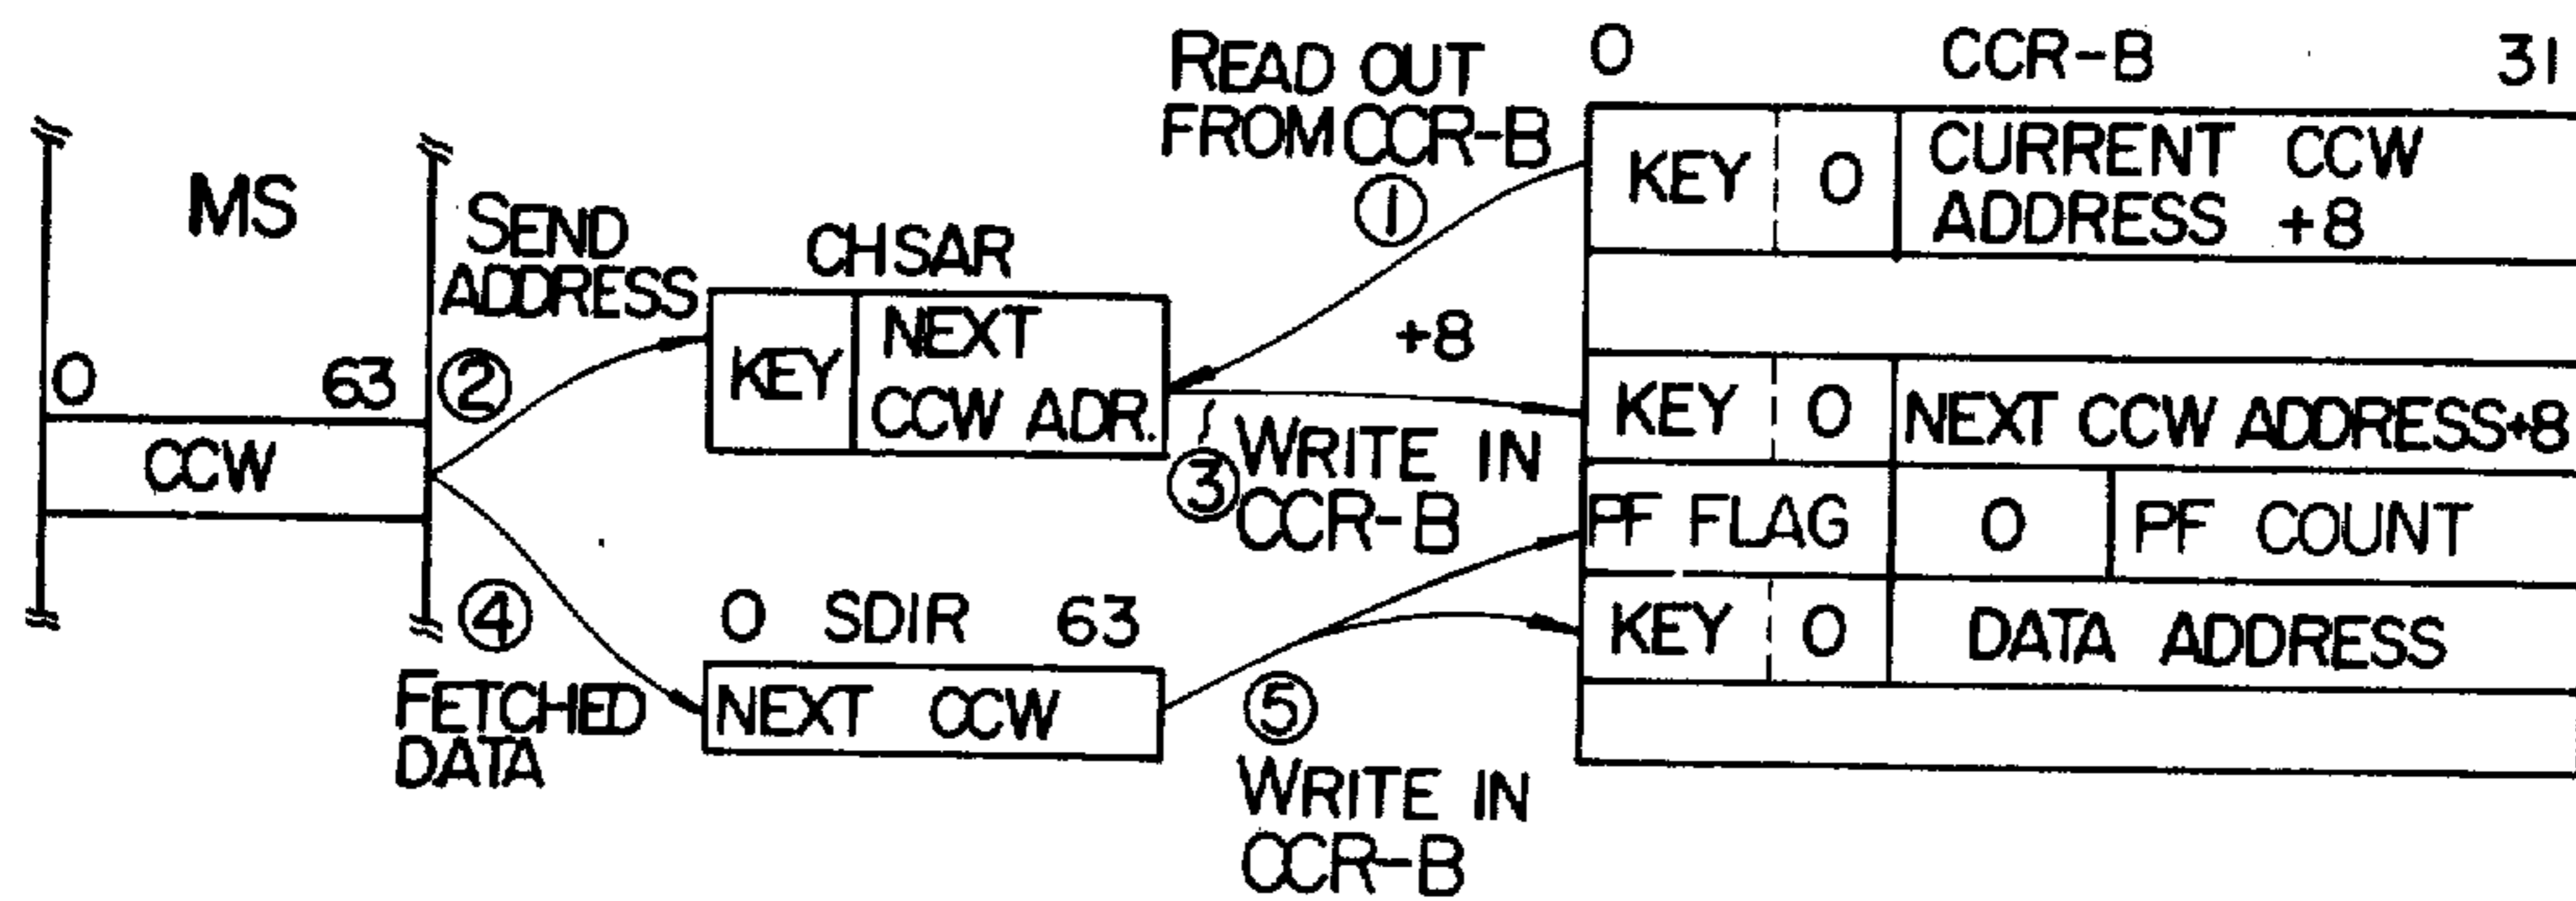 0 CCR-B 31
READ OUT
FROM CCR-B
①
KEY 0 CURRENT CCW
ADDRESS +8
MS
SEND
ADDRESS
②
0 63
CCW
CHSAR
KEY NEXT
CCW ADR.
+8
③ WRITE IN
CCR-B
KEY 0 NEXT CCW ADDRESS+8
PF FLAG 0 PF COUNT
KEY 0 DATA ADDRESS
④
FETCHED
DATA
0 SDIR 63
NEXT CCW
⑤
WRITE IN
CCR-B